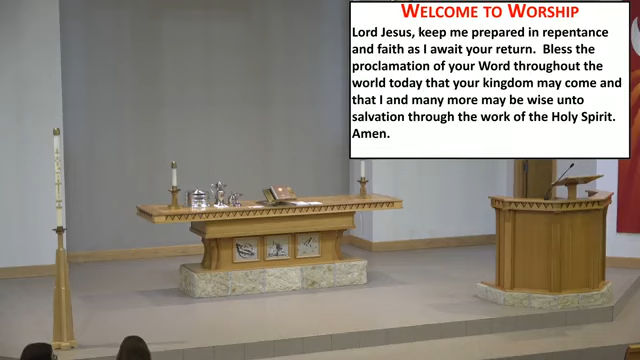 WELCOME TO WORSHIP
Lord Jesus, keep me prepared in repentance
and faith as I await your return.  Bless the
proclamation of your Word throughout the
world today that your kingdom may come and
that I and many more may be wise unto
salvation through the work of the Holy Spirit.
Amen.